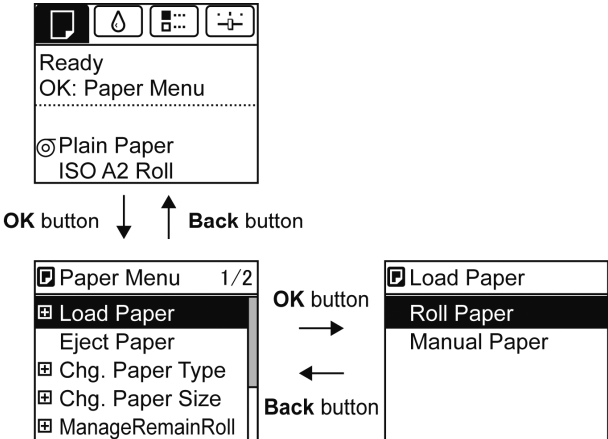 Ready
OK: Paper Menu
Plain Paper
ISO A2 Roll
OK button
Back button
Paper Menu 1/2
Load Paper
Eject Paper
Chg. Paper Type
Chg. Paper Size
ManageRemainRoll
OK button
Back button
Load Paper
Roll Paper
Manual Paper